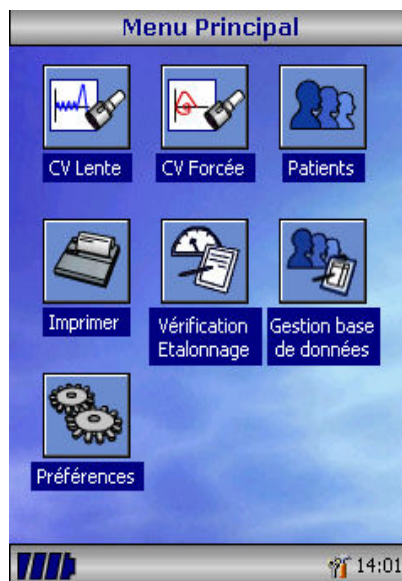 Menu Principal
CV Lente
CV Forcée
Patients
Imprimer
Vérification
Etalonnage
Gestion base
de données
Préférences
14:01